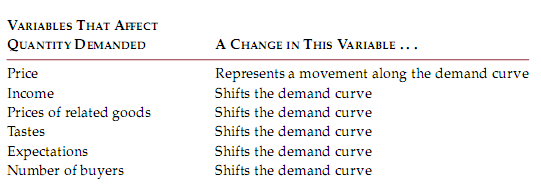 VARIABLES THAT AFFECT
QUANTITY DEMANDED A CHANGE IN THIS VARIABLE . . .
Price Represents a movement along the demand curve
Income Shifts the demand curve
Prices of related goods Shifts the demand curve
Tastes Shifts the demand curve
Expectations Shifts the demand curve
Number of buyers Shifts the demand curve